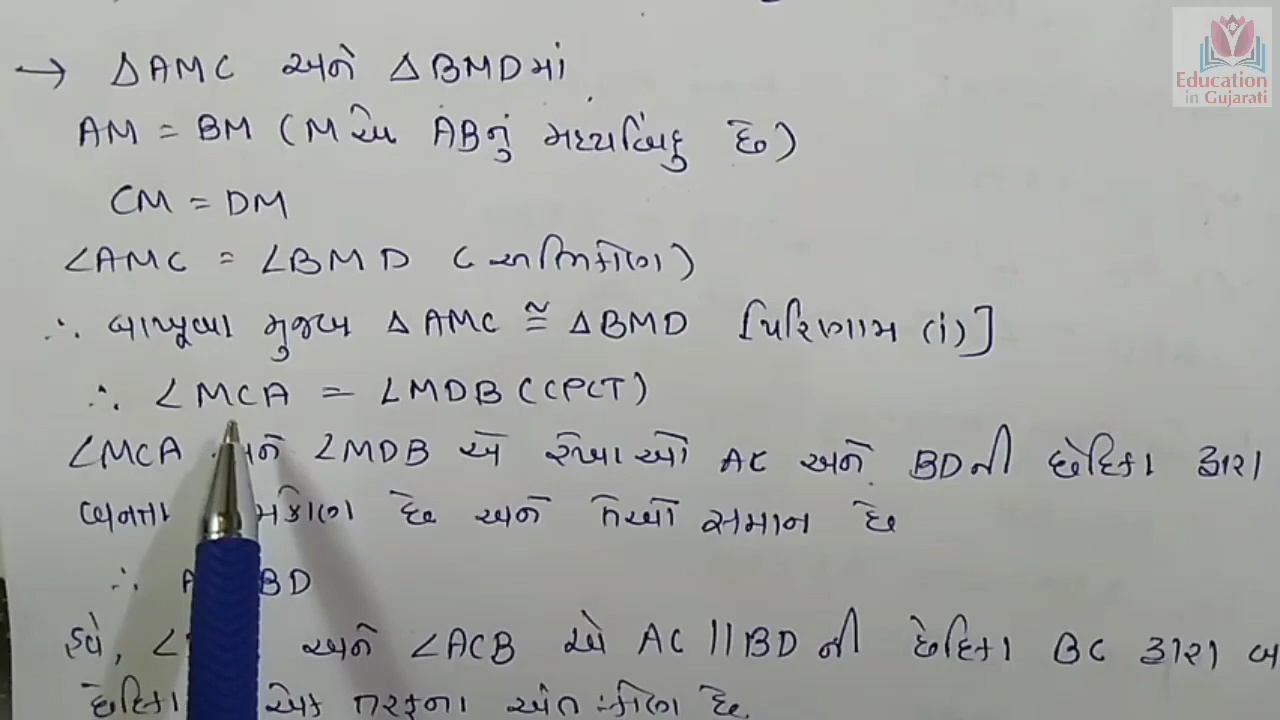 Education
in Gujarati
→ ΔAMC અને ΔBMDમાં
AM = BM (M એ ABનું મધ્યબિંદુ છે)
CM = DM
∠AMC = ∠BMD (અભિકોણ)
∴ બાખૂબા મુજબ ΔAMC ≅ ΔBMD [પરિણામ (i)]
∴ ∠MCA = ∠MDB (CPCT)
∠MCA અને ∠MDB એ રેખાઓ AC અને BDની છેદિકા દ્વારા
બનતા છે અને તેઓ સમાન છે
∴ BD
હવે, ∠ અને ∠ACB એ AC || BD ની છેદિકા BC દ્વારા
છેદિકા એક તરફના અંતઃકોણ છે